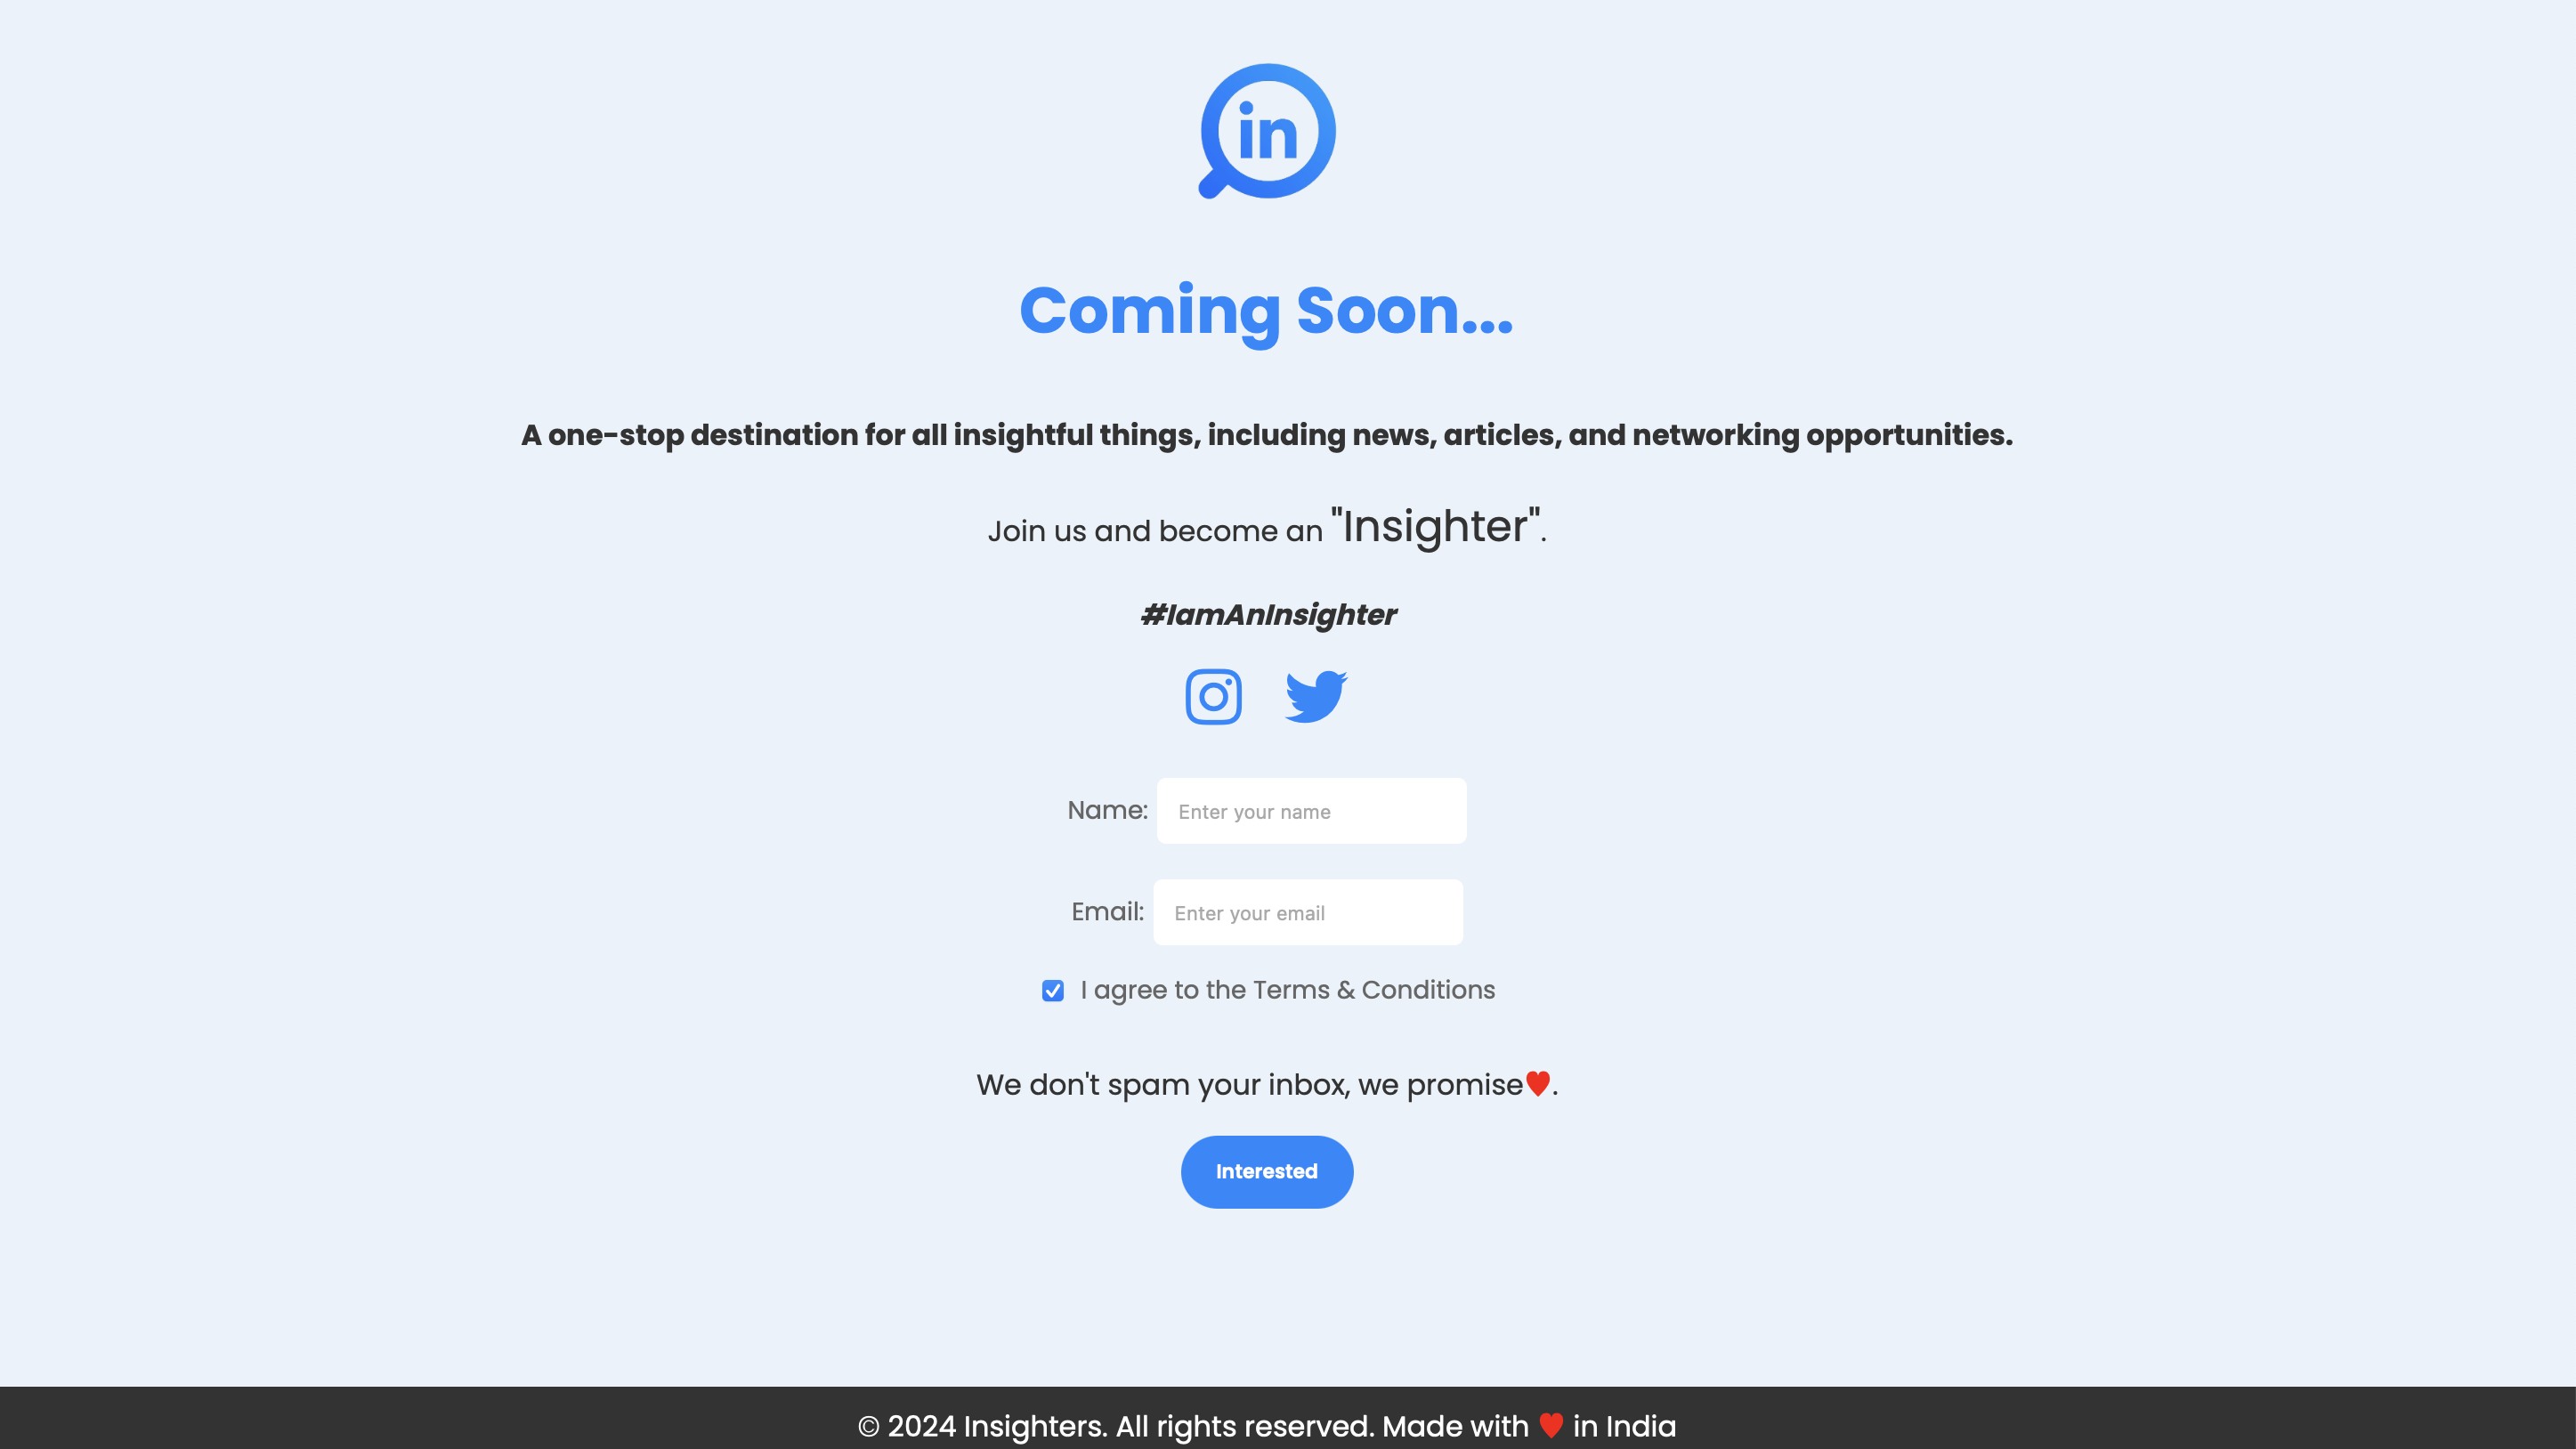 in
Coming Soon...
A one-stop destination for all insightful things, including news, articles, and networking opportunities.
Join us and become an "Insighter".
#IamAnInsighter
Name: Enter your name
Email: Enter your email
I agree to the Terms & Conditions
We don't spam your inbox, we promise♥.
Interested
© 2024 Insighters. All rights reserved. Made with ♥ in India